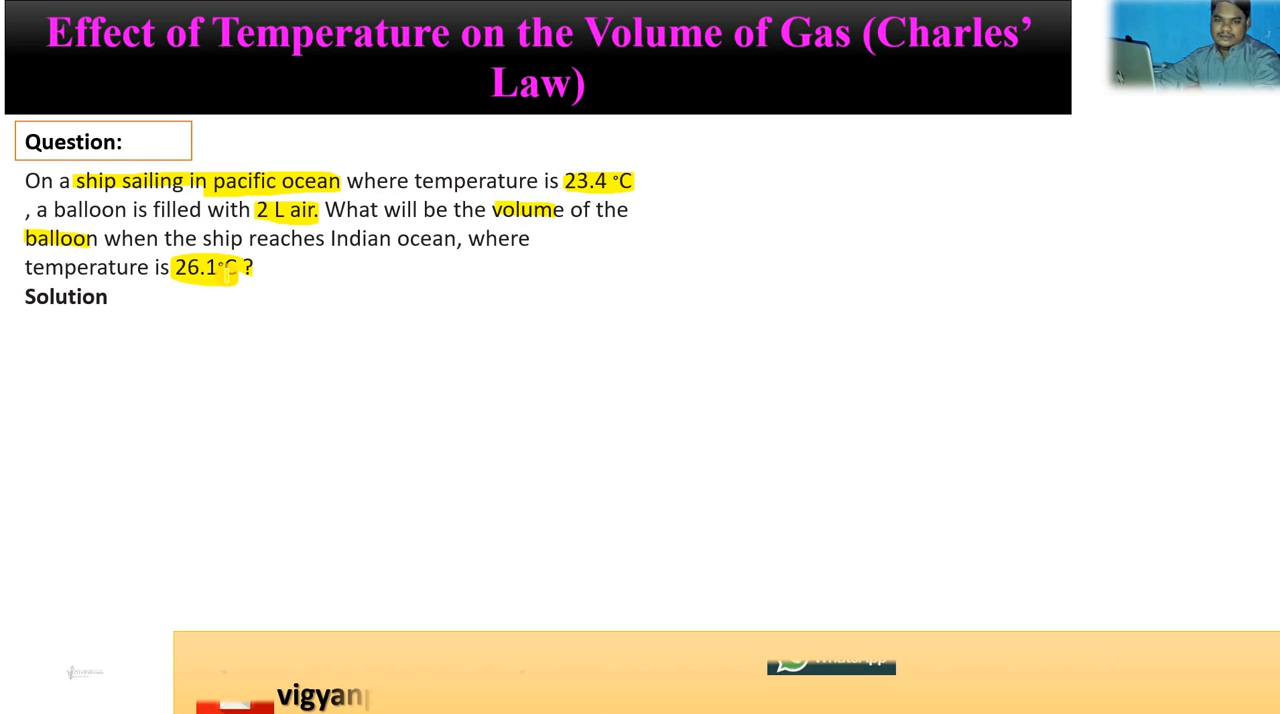 Effect of Temperature on the Volume of Gas (Charles’
Law)
Question:
On a ship sailing in pacific ocean where temperature is 23.4 °C
, a balloon is filled with 2 L air. What will be the volume of the
balloon when the ship reaches Indian ocean, where
temperature is 26.1°C ?
Solution
vigyan